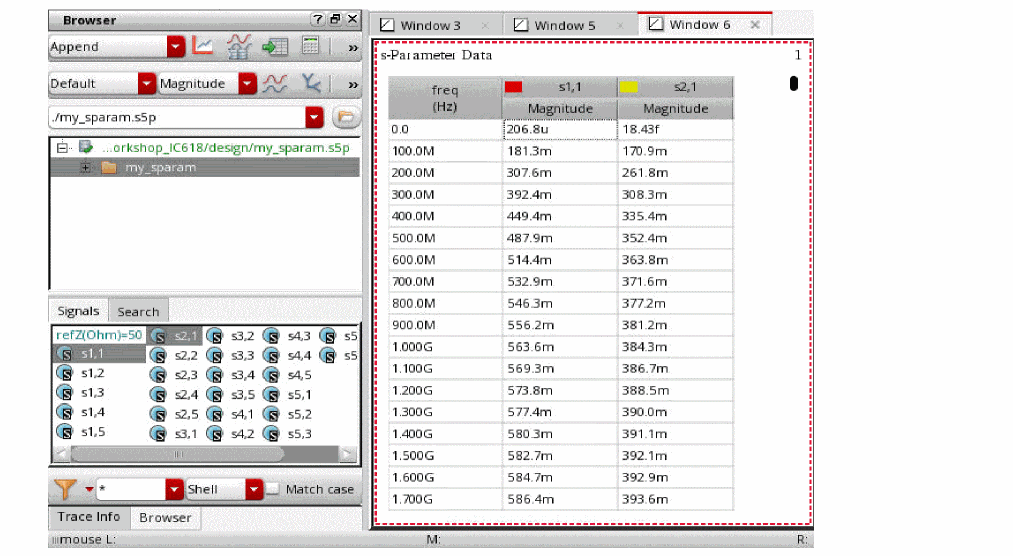 Browser
Append
»
Default Magnitude »
./my_sparam.s5p
...orkshop_IC618/design/my_sparam.s5p
my_sparam
Signals Search
refZ(Ohm)=50 s2,1 s3,2 s4,3 s5
s1,1 s2,2 s3,3 s4,4 s5
s1,2 s2,3 s3,4 s4,5
s1,3 s2,4 s3,5 s5,1
s1,4 s2,5 s4,1 s5,2
s1,5 s3,1 s4,2 s5,3
* Shell Match case
Trace Info Browser
Window 3 Window 5 Window 6
s-Parameter Data 1
freq (Hz) s1,1 Magnitude s2,1 Magnitude
0.0 206.8u 18.43f
100.0M 181.3m 170.9m
200.0M 307.6m 261.8m
300.0M 392.4m 308.3m
400.0M 449.4m 335.4m
500.0M 487.9m 352.4m
600.0M 514.4m 363.8m
700.0M 532.9m 371.6m
800.0M 546.3m 377.2m
900.0M 556.2m 381.2m
1.000G 563.6m 384.3m
1.100G 569.3m 386.7m
1.200G 573.8m 388.5m
1.300G 577.4m 390.0m
1.400G 580.3m 391.1m
1.500G 582.7m 392.1m
1.600G 584.7m 392.9m
1.700G 586.4m 393.6m
mouse L: M: R: